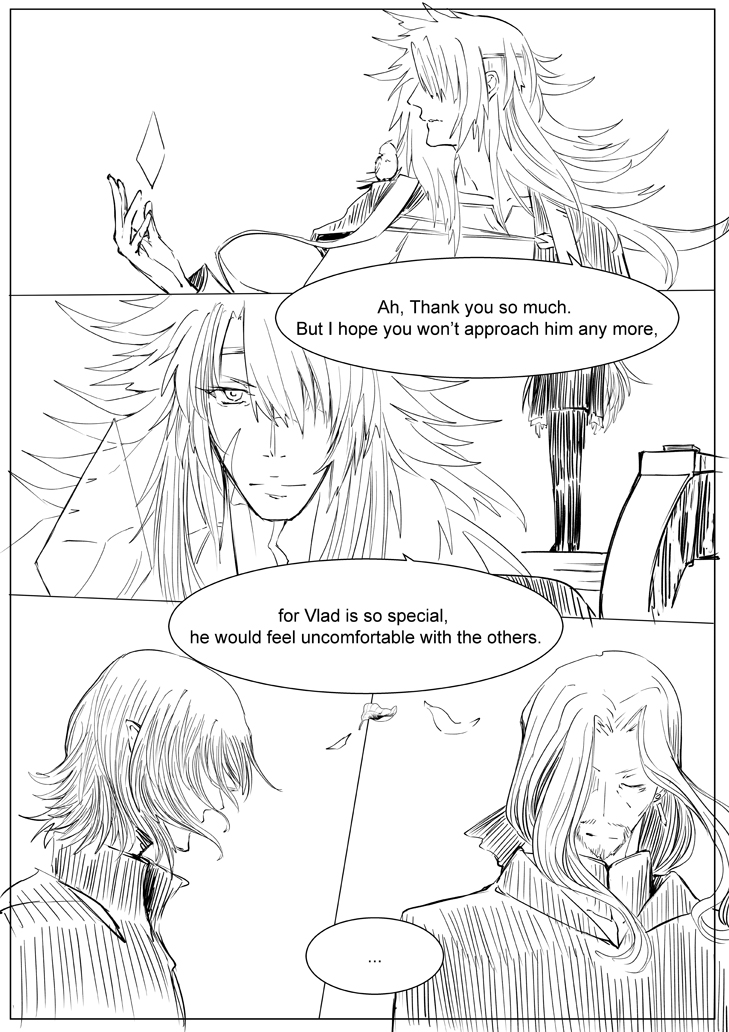 Ah, Thank you so much.
But I hope you won't approach him any more,
for Vlad is so special,
he would feel uncomfortable with the others.
...